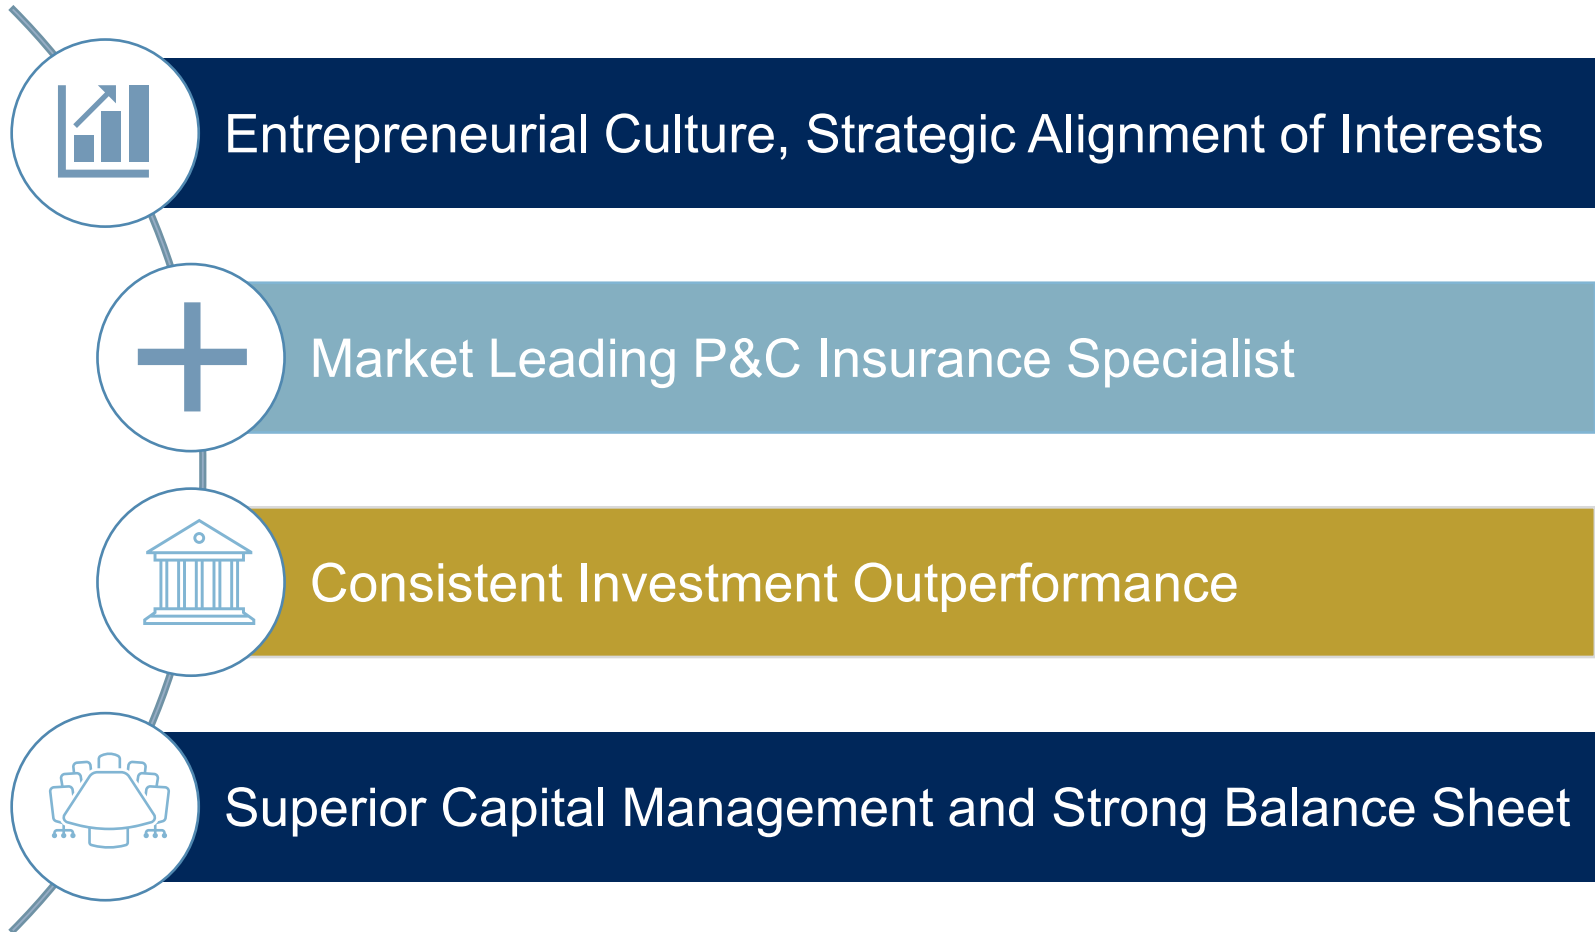 Entrepreneurial Culture, Strategic Alignment of Interests
Market Leading P&C Insurance Specialist
Consistent Investment Outperformance
Superior Capital Management and Strong Balance Sheet